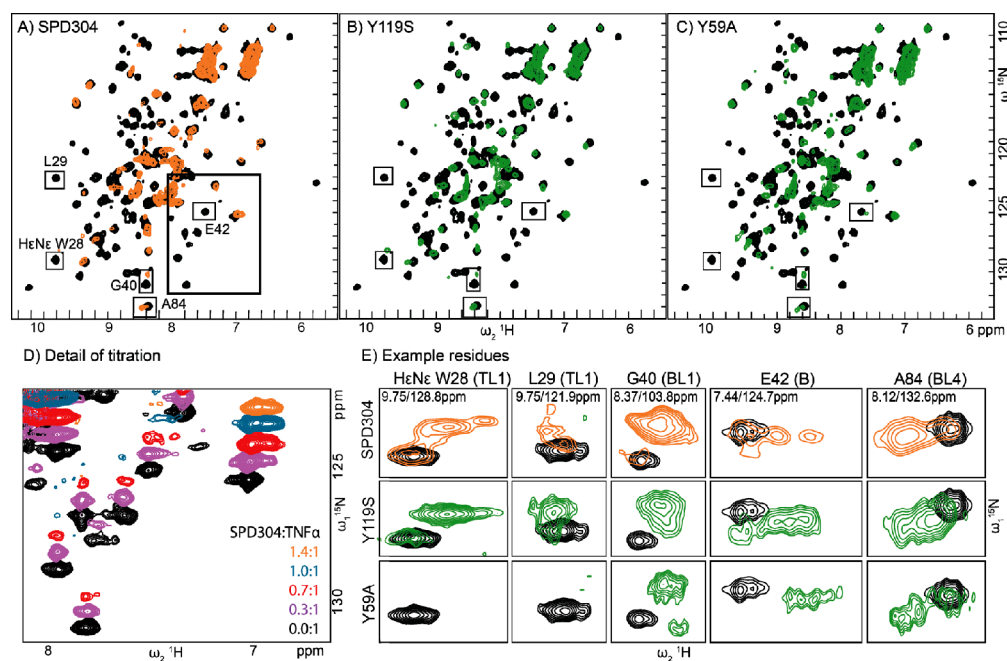 A) SPD304
B) Y119S
C) Y59A
110
ω₁ ¹⁵N
120
125
130
L29
HεNε W28
G40
E42
A84
10 9 8 7 6
10 9 8 7 6
10 9 8 7 6 ppm
ω₂ ¹H
ω₂ ¹H
D) Detail of titration
E) Example residues
HεNε W28 (TL1) L29 (TL1) G40 (BL1) E42 (B) A84 (BL4)
9.75/128.8ppm 9.75/121.9ppm 8.37/103.8ppm 7.44/124.7ppm 8.12/132.6ppm
SPD304
D
Y119S
Y59A
ppm
125
ω₁ ¹⁵N
130
SPD304:TNFα
1.4:1
1.0:1
0.7:1
0.3:1
0.0:1
8 ω₂ ¹H 7 ppm
ω₂ ¹H